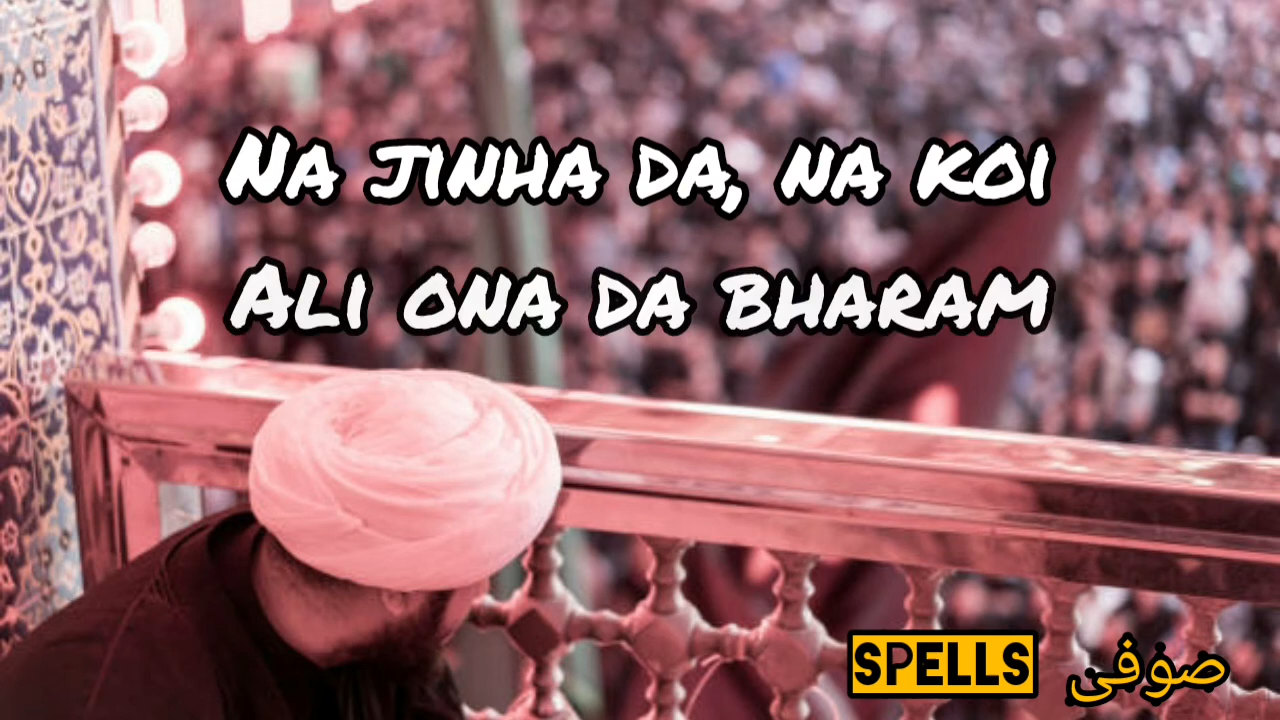 Na jinha da, na koi
Ali ona da bharam
SPELLS صوفی